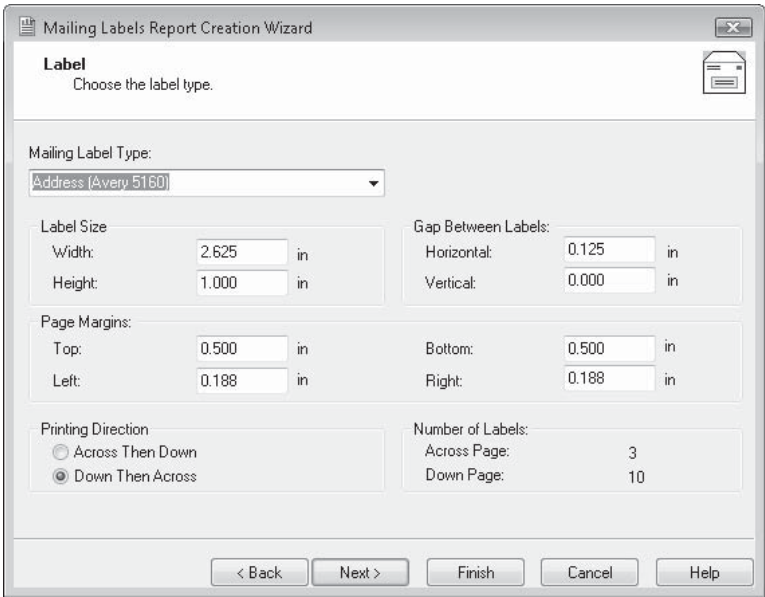 Mailing Labels Report Creation Wizard
Label
Choose the label type.
Mailing Label Type:
Address (Avery 5160)
Label Size
Width: 2.625 in
Height: 1.000 in
Gap Between Labels:
Horizontal: 0.125 in
Vertical: 0.000 in
Page Margins:
Top: 0.500 in Bottom: 0.500 in
Left: 0.188 in Right: 0.188 in
Printing Direction
Across Then Down
Down Then Across
Number of Labels:
Across Page: 3
Down Page: 10
< Back Next > Finish Cancel Help